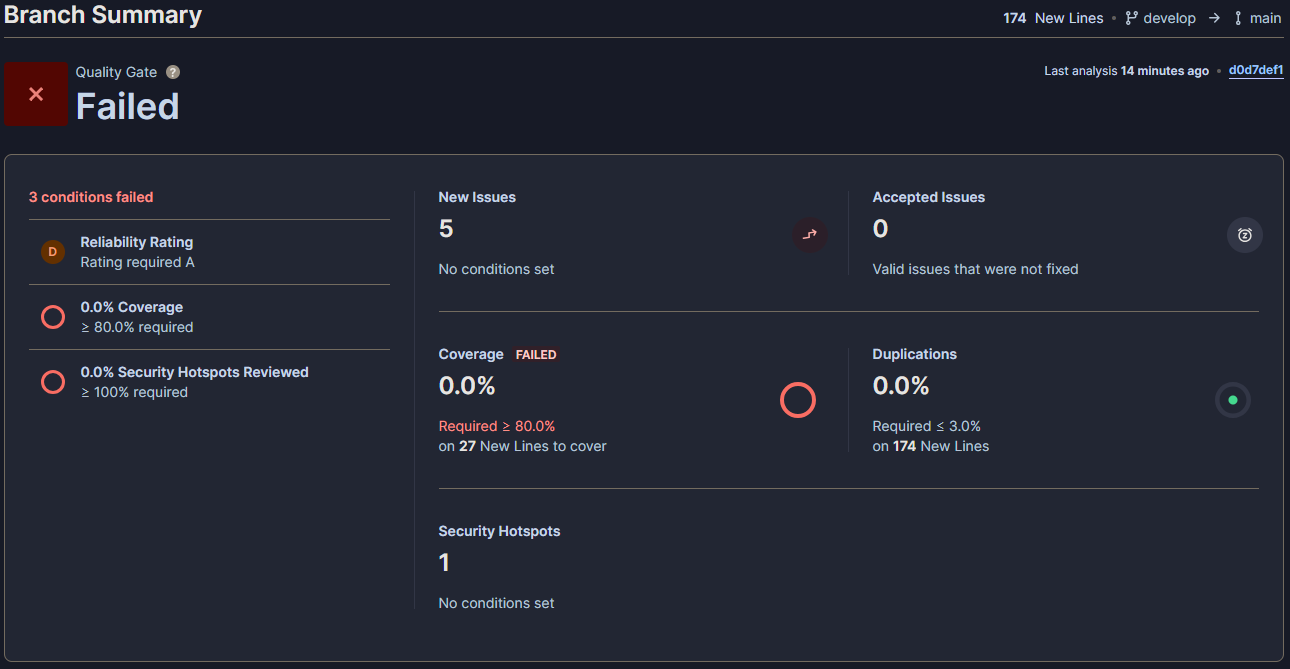 Branch Summary
174 New Lines • develop → main
Quality Gate ?
Failed
Last analysis 14 minutes ago • d0d7def1
3 conditions failed
D
Reliability Rating
Rating required A
0.0% Coverage
≥ 80.0% required
0.0% Security Hotspots Reviewed
≥ 100% required
New Issues
5
No conditions set
Accepted Issues
0
Valid issues that were not fixed
Coverage FAILED
0.0%
Required ≥ 80.0%
on 27 New Lines to cover
Duplications
0.0%
Required ≤ 3.0%
on 174 New Lines
Security Hotspots
1
No conditions set